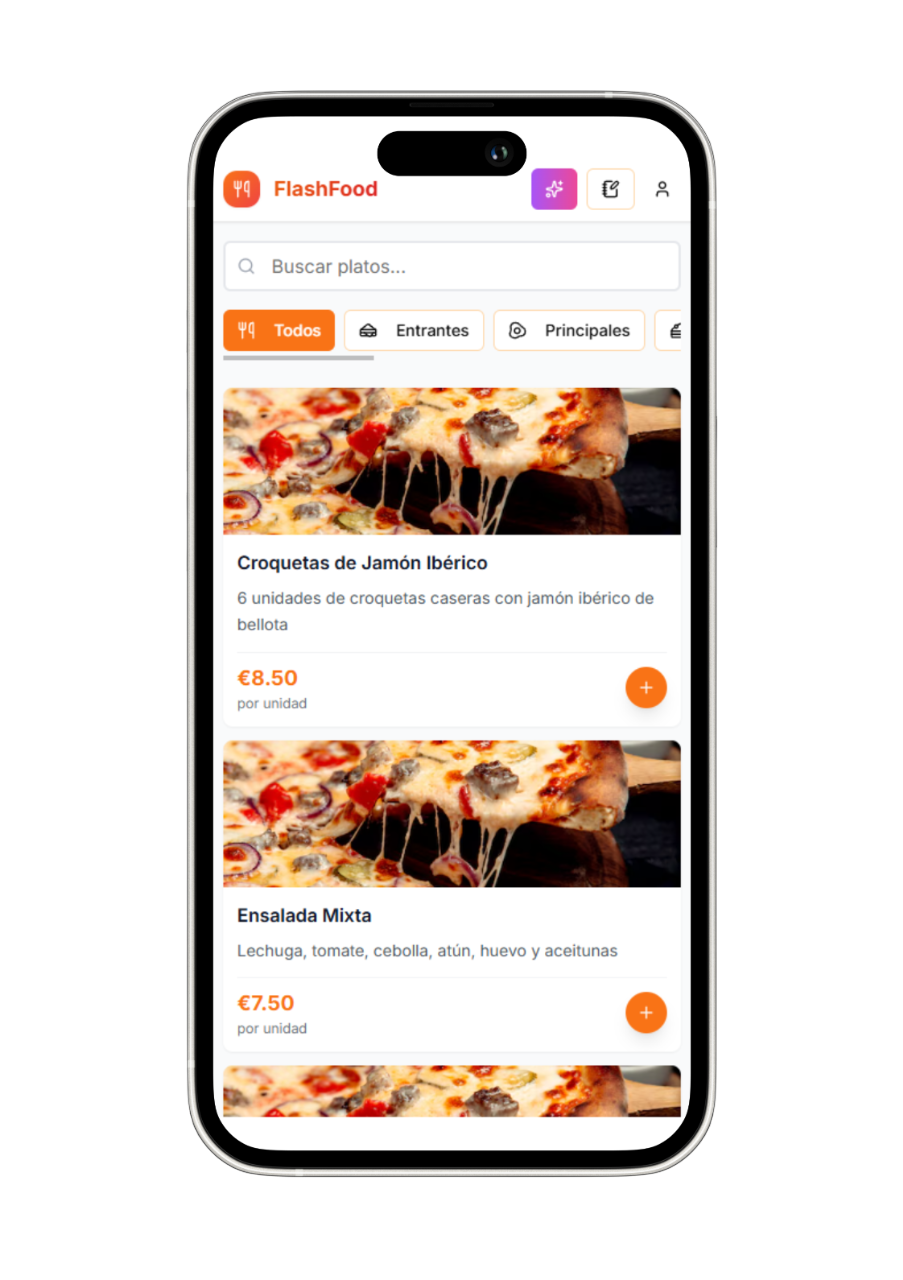 FlashFood
Buscar platos...
Todos
Entrantes
Principales
Croquetas de Jamón Ibérico
6 unidades de croquetas caseras con jamón ibérico de
bellota
€8.50
por unidad
Ensalada Mixta
Lechuga, tomate, cebolla, atún, huevo y aceitunas
€7.50
por unidad